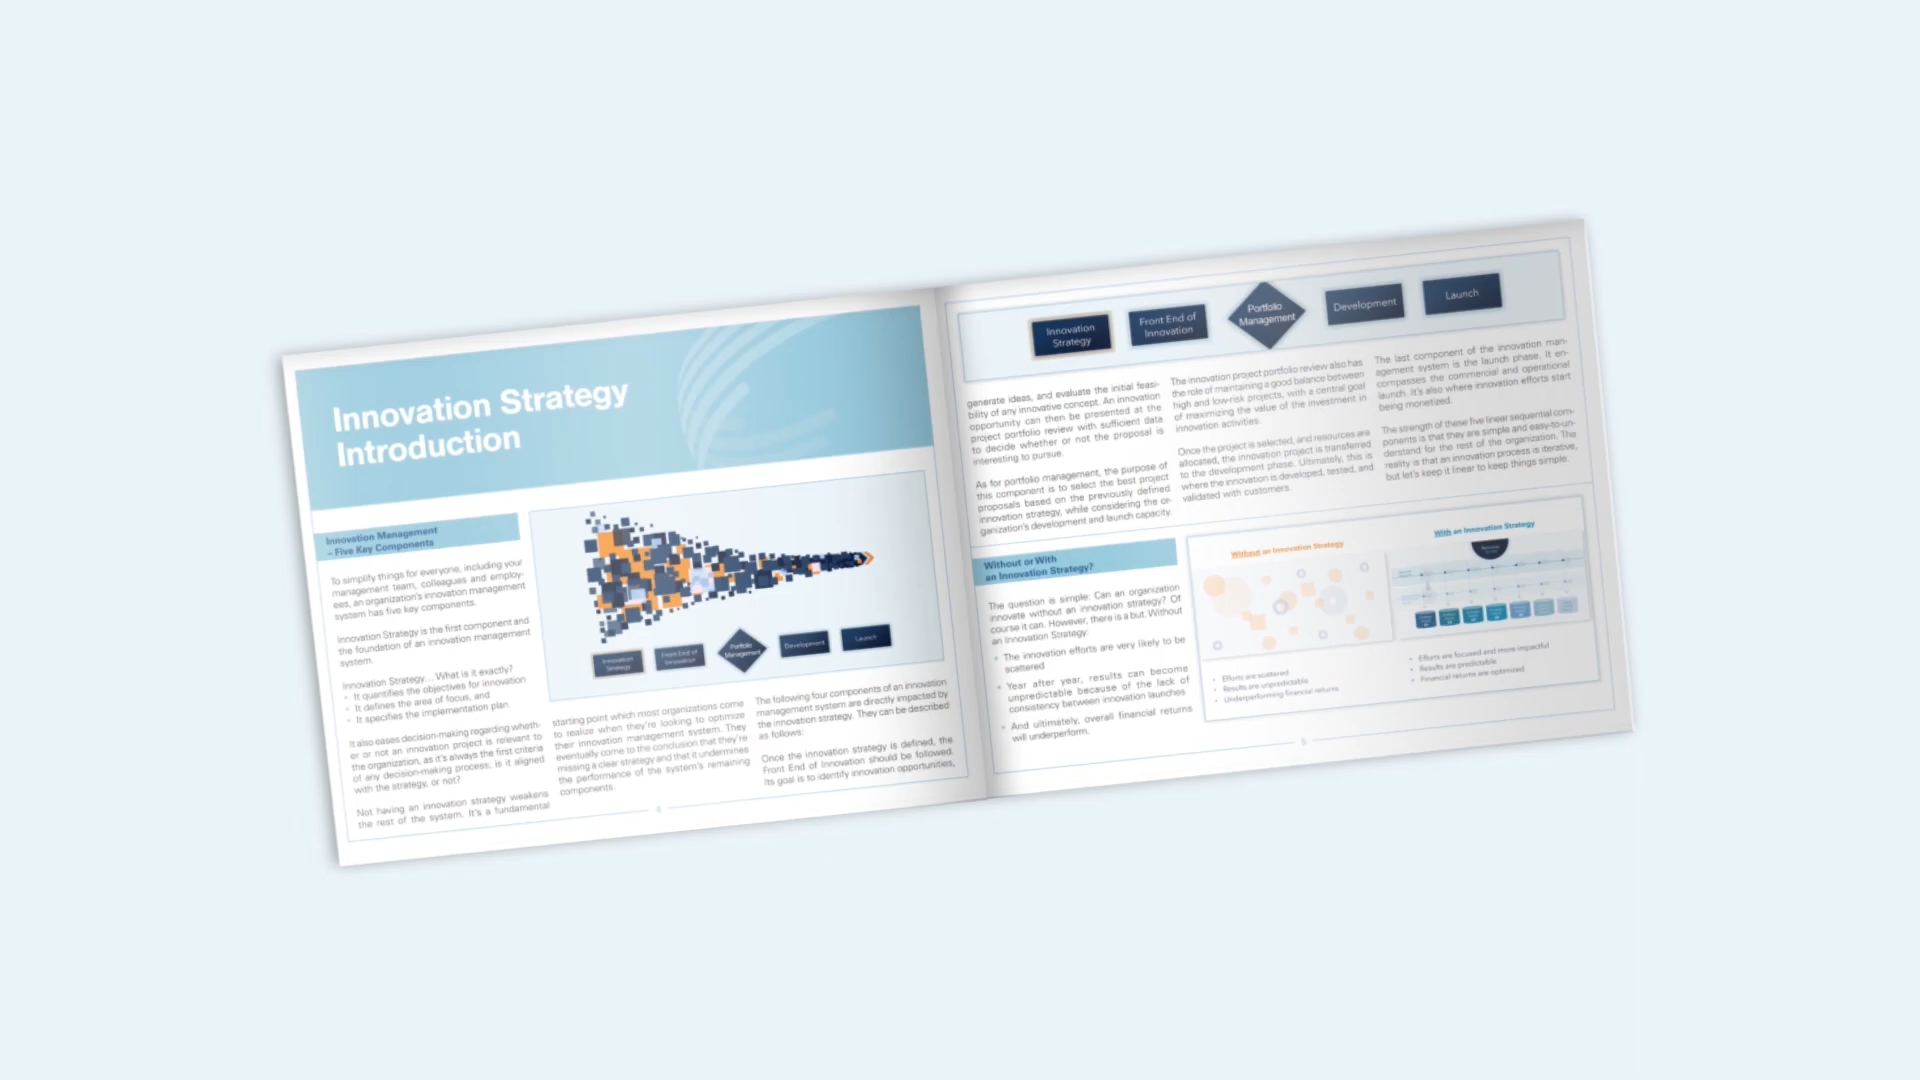 Innovation Strategy
Introduction
Innovation Management
– Five Key Components
To simplify things for everyone, including your
management team, colleagues and employ-
ees, an organization's innovation management
system has five key components.
Innovation Strategy is the first component and
the foundation of an innovation management
system.
Innovation Strategy… What is it exactly?
• It quantifies the objectives for innovation
• It defines the area of focus, and
• It specifies the implementation plan
It also eases decision-making regarding wheth-
er or not an innovation project is relevant to
the organization, as it's always the first criteria
of any decision-making process; is it aligned
with the strategy, or not?
Not having an innovation strategy weakens
the rest of the system. It's a fundamental
Innovation
Strategy
Front End of
Innovation
Portfolio
Management
Development
Launch
starting point which most organizations come
to realize when they're looking to optimize
their innovation management system. They
eventually come to the conclusion that they're
missing a clear strategy and that it undermines
the performance of the system's remaining
components.
The following four components of an innovation
management system are directly impacted by
the innovation strategy. They can be described
as follows:
Once the innovation strategy is defined, the
Front End of Innovation should be followed.
Its goal is to identify innovation opportunities,
4
Innovation
Strategy
Front End of
Innovation
Portfolio
Management
Development
Launch
generate ideas, and evaluate the initial feasi-
bility of any innovative concept. An innovation
opportunity can then be presented at the
project portfolio review with sufficient data
to decide whether or not the proposal is
interesting to pursue.
As for portfolio management, the purpose of
this component is to select the best project
proposals based on the previously defined
innovation strategy, while considering the or-
ganization's development and launch capacity.
The innovation project portfolio review also has
the role of maintaining a good balance between
high and low-risk projects, with a central goal
of maximizing the value of the investment in
innovation activities.
Once the project is selected, and resources are
allocated, the innovation project is transferred
to the development phase. Ultimately, this is
where the innovation is developed, tested, and
validated with customers.
The last component of the innovation man-
agement system is the launch phase. It en-
compasses the commercial and operational
launch. It's also where innovation efforts start
being monetized.
The strength of these five linear sequential com-
ponents is that they are simple and easy-to-un-
derstand for the rest of the organization. The
reality is that an innovation process is iterative,
but let's keep it linear to keep things simple.
Without or With
an Innovation Strategy?
The question is simple: Can an organization
innovate without an innovation strategy? Of
course it can. However, there is a but. Without
an Innovation Strategy:
• The innovation efforts are very likely to be
scattered
• Year after year, results can become
unpredictable because of the lack of
consistency between innovation launches
• And ultimately, overall financial returns
will underperform.
Without an Innovation Strategy
• Efforts are scattered
• Results are unpredictable
• Underperforming financial returns
With an Innovation Strategy
• Efforts are focused and more impactful
• Results are predictable
• Financial returns are optimized
5